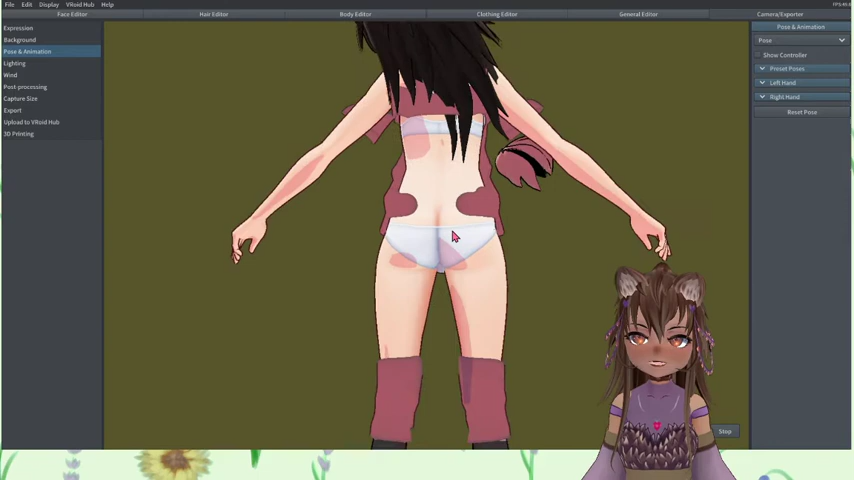 File Edit Display VRoid Hub Help
Face Editor Hair Editor Body Editor Clothing Editor General Editor Camera/Exporter
Expression
Background
Pose & Animation
Lighting
Wind
Post-processing
Capture Size
Export
Upload to VRoid Hub
3D Printing
Pose & Animation
Pose
Show Controller
Preset Poses
Left Hand
Right Hand
Reset Pose
Stop